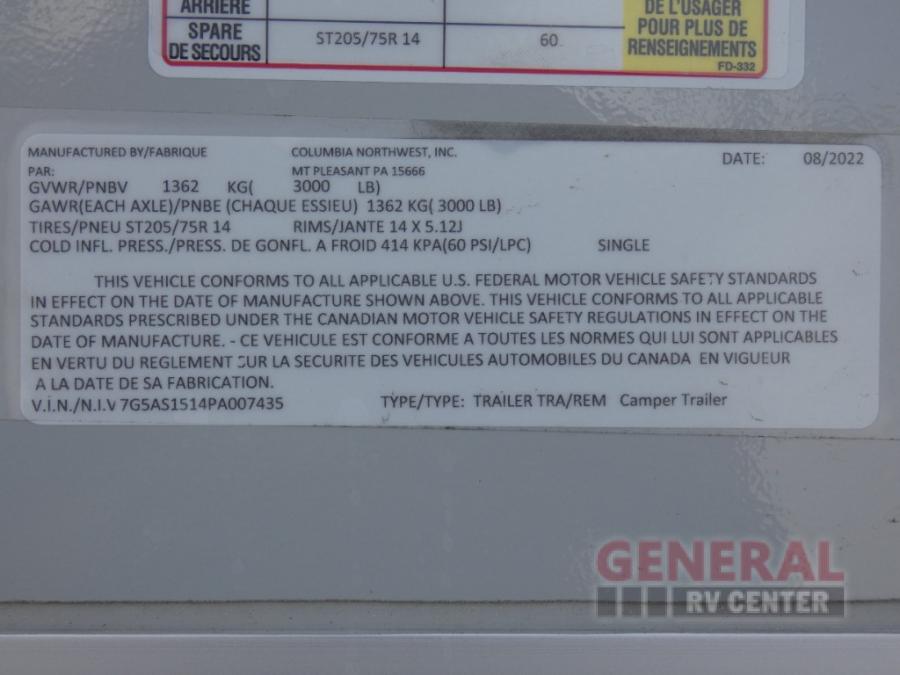 ARRIÈRE
DE L'USAGER
POUR PLUS DE
RENSEIGNEMENTS
SPARE
DE SECOURS
ST205/75R 14
60
FD-332
MANUFACTURED BY/FABRIQUE COLUMBIA NORTHWEST, INC. DATE: 08/2022
PAR: MT PLEASANT PA 15666
GVWR/PNBV 1362 KG( 3000 LB)
GAWR(EACH AXLE)/PNBE (CHAQUE ESSIEU) 1362 KG( 3000 LB)
TIRES/PNEU ST205/75R 14 RIMS/JANTE 14 X 5.12J
COLD INFL. PRESS./PRESS. DE GONFL. A FROID 414 KPA(60 PSI/LPC) SINGLE
THIS VEHICLE CONFORMS TO ALL APPLICABLE U.S. FEDERAL MOTOR VEHICLE SAFETY STANDARDS
IN EFFECT ON THE DATE OF MANUFACTURE SHOWN ABOVE. THIS VEHICLE CONFORMS TO ALL APPLICABLE
STANDARDS PRESCRIBED UNDER THE CANADIAN MOTOR VEHICLE SAFETY REGULATIONS IN EFFECT ON THE
DATE OF MANUFACTURE. - CE VEHICULE EST CONFORME A TOUTES LES NORMES QUI LUI SONT APPLICABLES
EN VERTU DU REGLEMENT SUR LA SECURITE DES VEHICULES AUTOMOBILES DU CANADA EN VIGUEUR
A LA DATE DE SA FABRICATION.
V.I.N./N.I.V 7G5AS1514PA007435 TYPE/TYPE: TRAILER TRA/REM Camper Trailer
GENERAL
RV CENTER